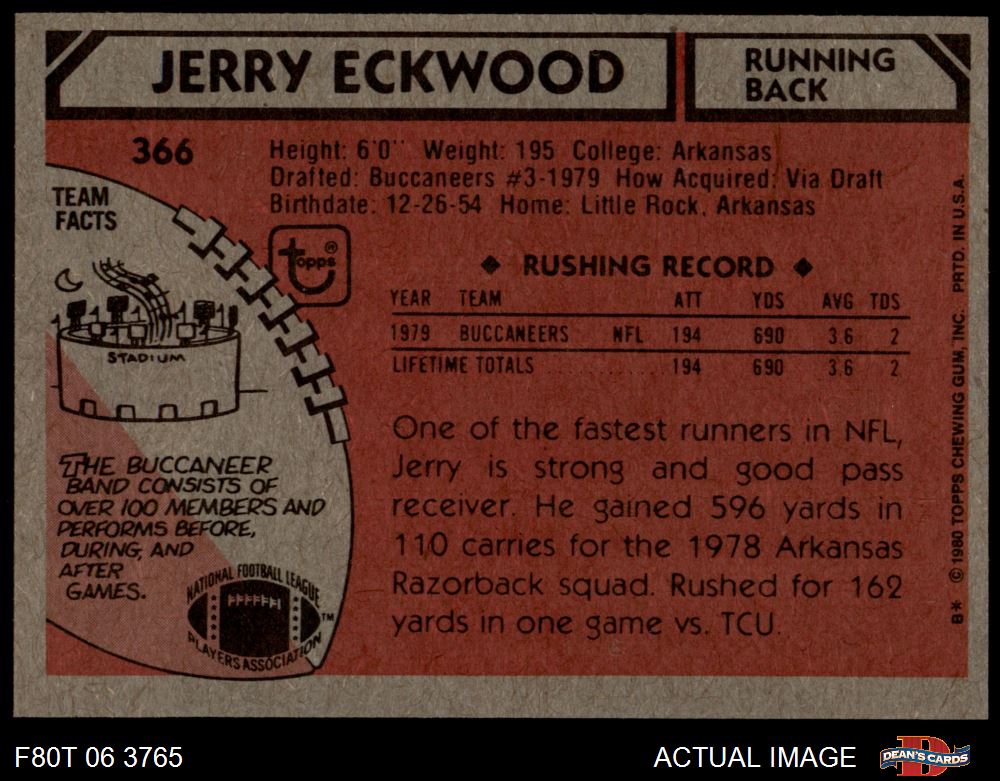 JERRY ECKWOOD
RUNNING
BACK
366
Height: 6'0" Weight: 195 College: Arkansas
Drafted: Buccaneers #3-1979 How Acquired: Via Draft
Birthdate: 12-26-54 Home: Little Rock, Arkansas
TEAM
FACTS
Topps®
STADIUM
THE BUCCANEER
BAND CONSISTS OF
OVER 100 MEMBERS AND
PERFORMS BEFORE,
DURING, AND
AFTER
GAMES.
NATIONAL FOOTBALL LEAGUE
PLAYERS ASSOCIATION
TM
◆ RUSHING RECORD ◆
YEAR TEAM ATT YDS AVG TDS
1979 BUCCANEERS NFL 194 690 3.6 2
LIFETIME TOTALS 194 690 3.6 2
One of the fastest runners in NFL,
Jerry is strong and good pass
receiver. He gained 596 yards in
110 carries for the 1978 Arkansas
Razorback squad. Rushed for 162
yards in one game vs. TCU.
B* © 1980 TOPPS CHEWING GUM, INC. PRTD. IN U.S.A.
F80T 06 3765
ACTUAL IMAGE
DEAN'S CARDS